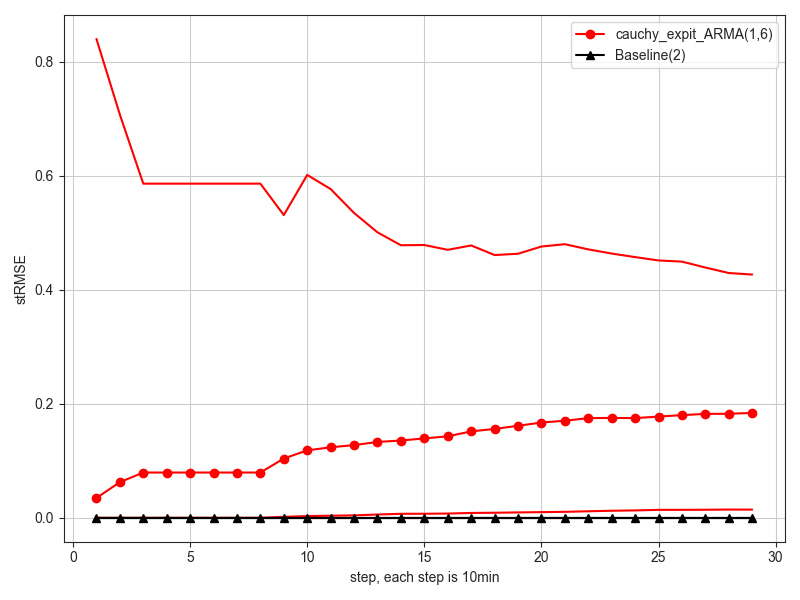 cauchy_expit_ARMA(1,6)
Baseline(2)
stRMSE
0.8
0.6
0.4
0.2
0.0
0 5 10 15 20 25 30
step, each step is 10min